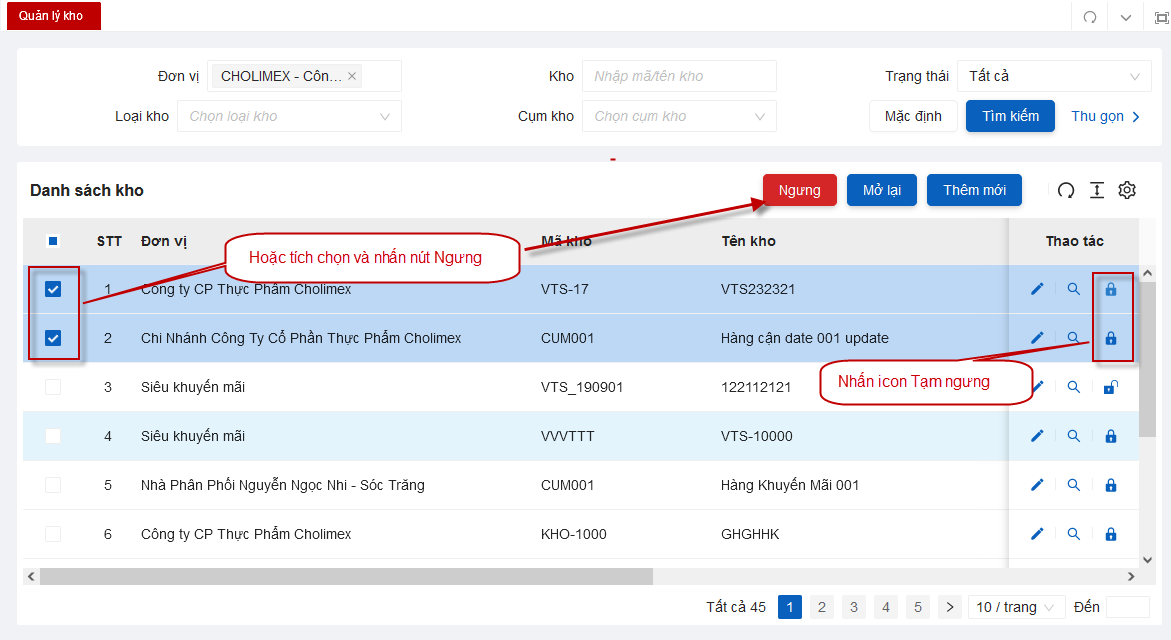 Quản lý kho
Đơn vị CHOLIMEX - Côn... × Kho Nhập mã/tên kho Trạng thái Tất cả
Loại kho Chọn loại kho Cụm kho Chọn cụm kho Mặc định Tìm kiếm Thu gọn
Danh sách kho Ngưng Mở lại Thêm mới
STT Đơn vị Mã kho Tên kho Thao tác
Hoặc tích chọn và nhấn nút Ngưng
1 Công ty CP Thực Phẩm Cholimex VTS-17 VTS232321
2 Chi Nhánh Công Ty Cổ Phần Thực Phẩm Cholimex CUM001 Hàng cận date 001 update
3 Siêu khuyến mãi VTS_190901 122112121
Nhấn icon Tạm ngưng
4 Siêu khuyến mãi VVVTTT VTS-10000
5 Nhà Phân Phối Nguyễn Ngọc Nhi - Sóc Trăng CUM001 Hàng Khuyến Mãi 001
6 Công ty CP Thực Phẩm Cholimex KHO-1000 GHGHHK
Tất cả 45 1 2 3 4 5 > 10 / trang Đến